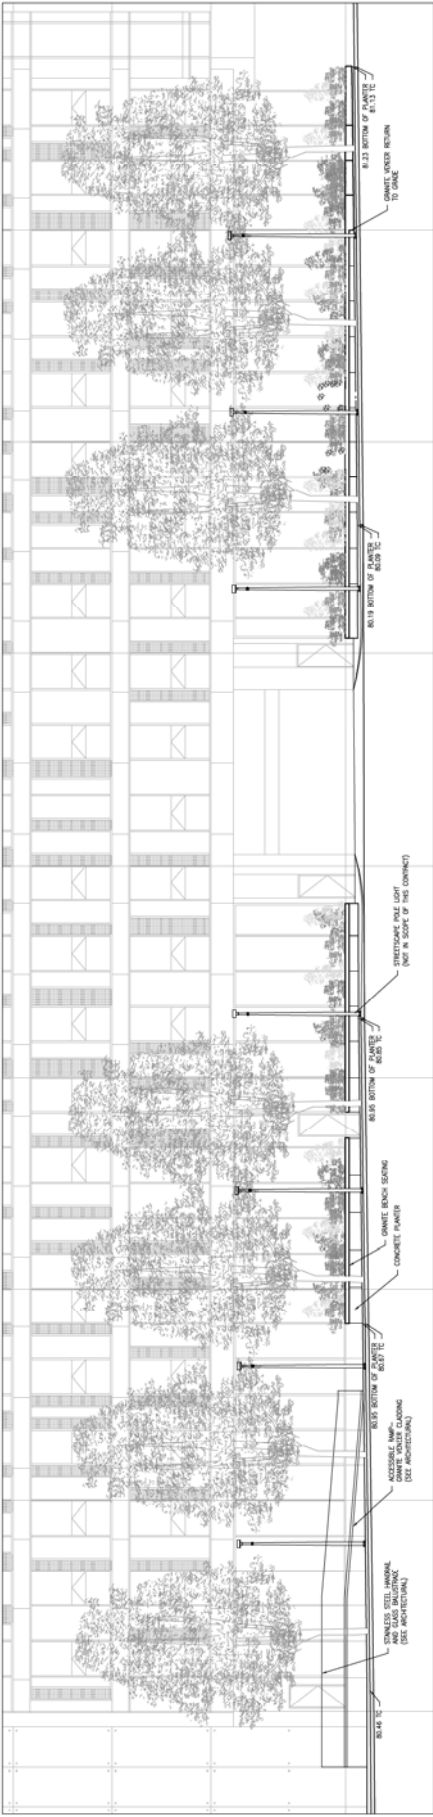 STAINLESS STEEL HANDRAIL
AND GLASS BALUSTRADE
(SEE ARCHITECTURAL)
80.46 TC
ACCESSIBLE RAMP-
GRANITE VENEER CLADDING
(SEE ARCHITECTURAL)
80.95 BOTTOM OF PLANTER
80.67 TC
GRANITE BENCH SEATING
CONCRETE PLANTER
80.95 BOTTOM OF PLANTER
80.85 TC
STREETSCAPE POLE LIGHT
(NOT IN SCOPE OF THIS CONTRACT)
80.19 BOTTOM OF PLANTER
80.09 TC
81.23 BOTTOM OF PLANTER
81.13 TC
GRANITE VENEER RETURN
TO GRADE